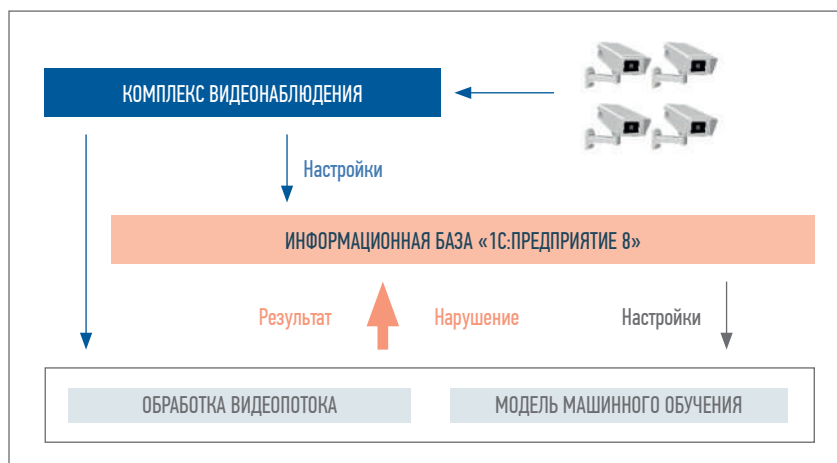 КОМПЛЕКС ВИДЕОНАБЛЮДЕНИЯ
Настройки
ИНФОРМАЦИОННАЯ БАЗА «1С:ПРЕДПРИЯТИЕ 8»
Результат
Нарушение
Настройки
ОБРАБОТКА ВИДЕОПОТОКА
МОДЕЛЬ МАШИННОГО ОБУЧЕНИЯ